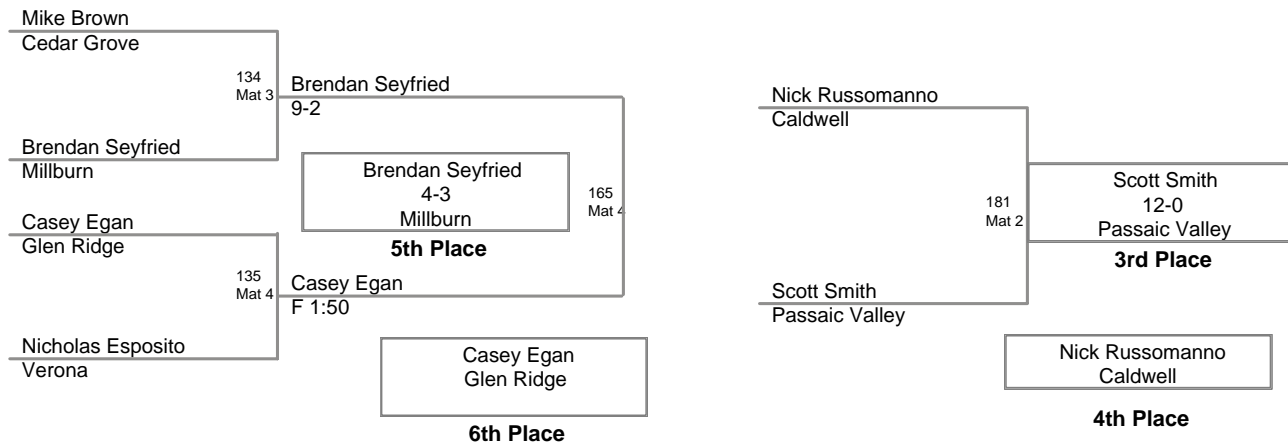 Mike Brown
Cedar Grove
134
Mat 3
Brendan Seyfried
9-2
Brendan Seyfried
Millburn
Brendan Seyfried
4-3
Millburn
5th Place
165
Mat 4
Casey Egan
Glen Ridge
135
Mat 4
Casey Egan
F 1:50
Nicholas Esposito
Verona
Casey Egan
Glen Ridge
6th Place
Nick Russomanno
Caldwell
181
Mat 2
Scott Smith
12-0
Passaic Valley
3rd Place
Scott Smith
Passaic Valley
Nick Russomanno
Caldwell
4th Place